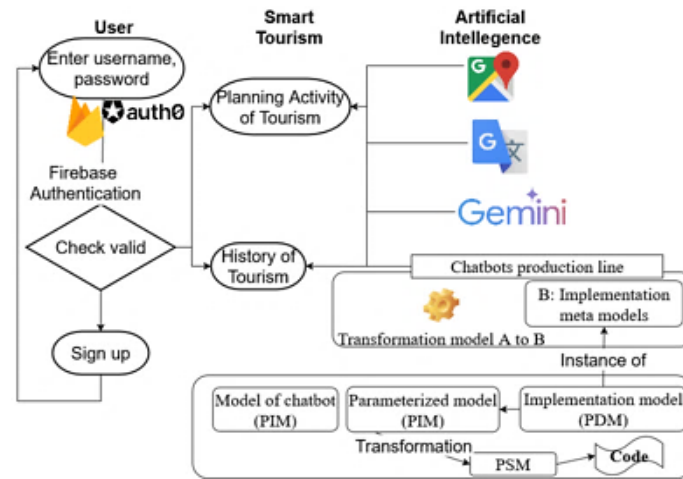 User
Smart
Tourism
Artificial
Intellegence
Enter username,
password
auth0
Firebase
Authentication
Check valid
Sign up
Planning Activity
of Tourism
History of
Tourism
G
G 文
Gemini
Chatbots production line
B: Implementation
meta models
Transformation model A to B
Instance of
Model of chatbot
(PIM)
Parameterized model
(PIM)
Implementation model
(PDM)
Transformation
PSM
Code